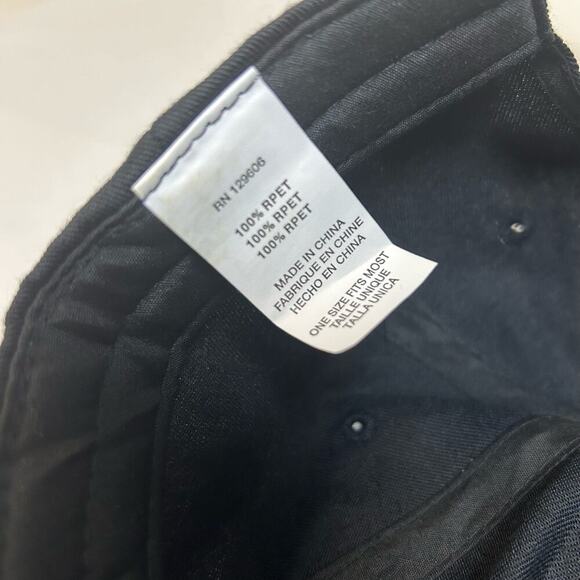 RN 129606
100% RPET
100% RPET
100% RPET
MADE IN CHINA
FABRIQUE EN CHINE
HECHO EN CHINA
ONE SIZE FITS MOST
TAILLE UNIQUE
TALLA UNICA